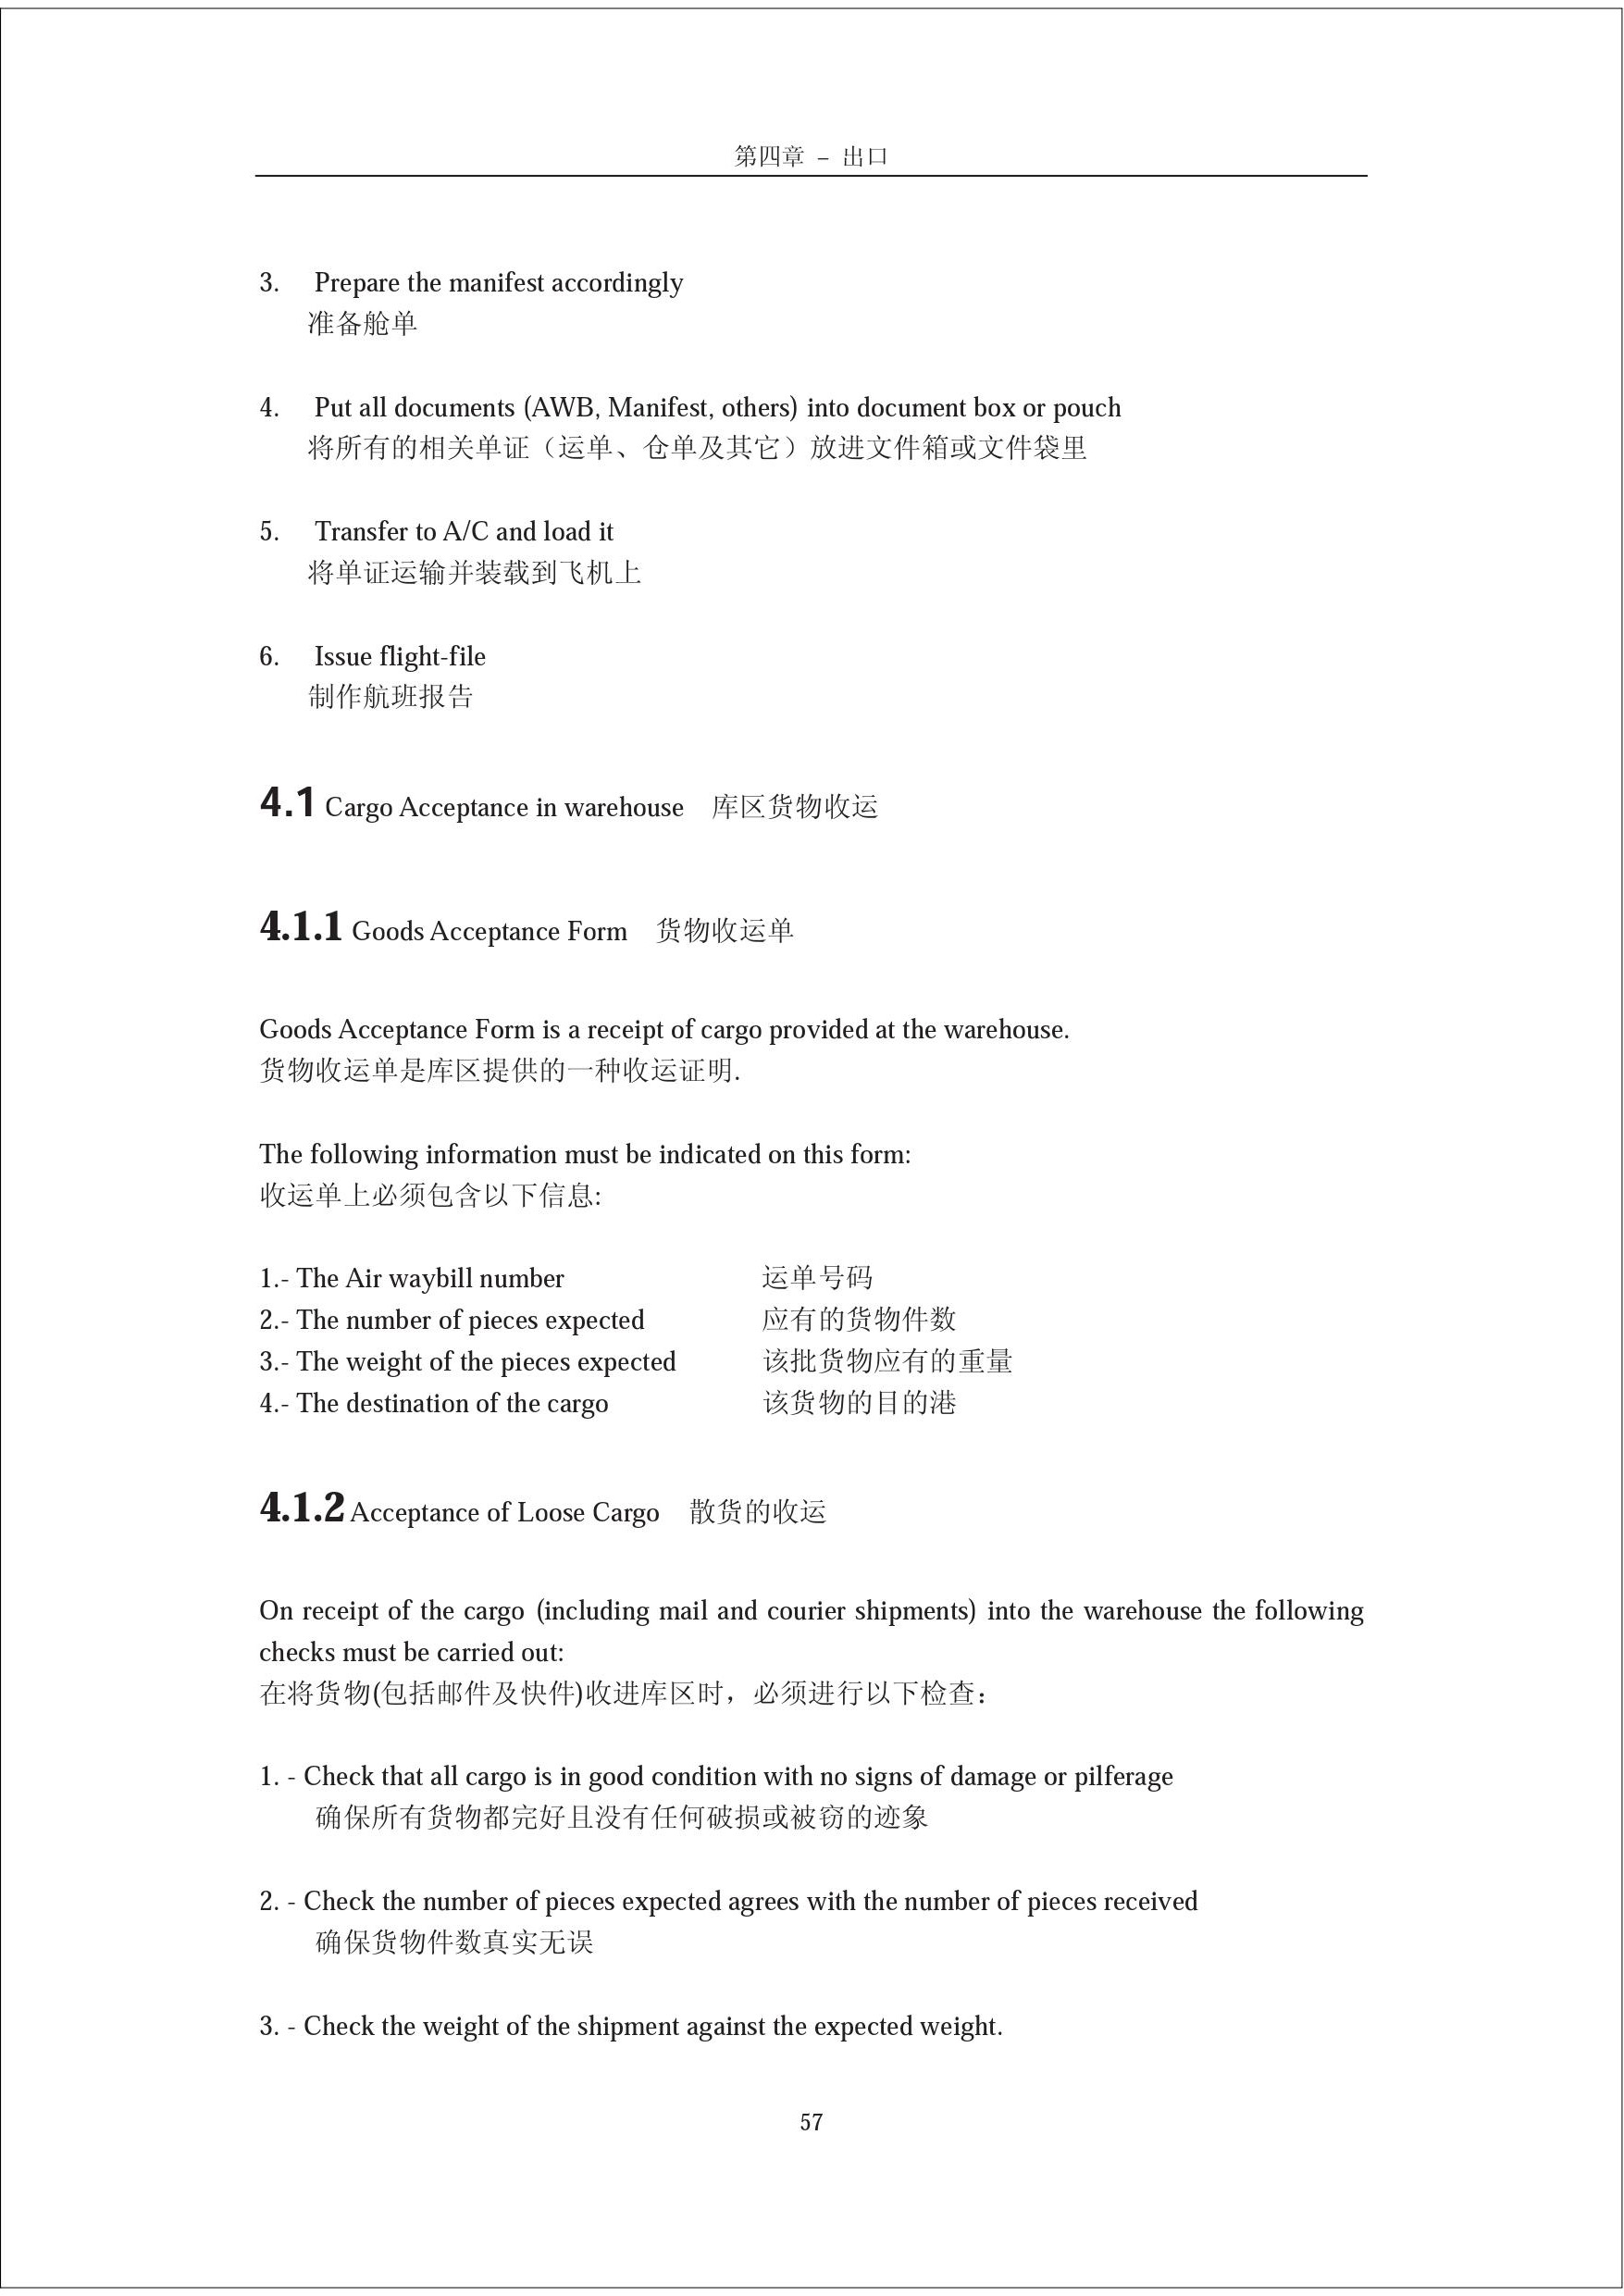 第四章 – 出口
3. Prepare the manifest accordingly
准备舱单
4. Put all documents (AWB, Manifest, others) into document box or pouch
将所有的相关单证（运单、仓单及其它）放进文件箱或文件袋里
5. Transfer to A/C and load it
将单证运输并装载到飞机上
6. Issue flight-file
制作航班报告
4.1 Cargo Acceptance in warehouse 库区货物收运
4.1.1 Goods Acceptance Form 货物收运单
Goods Acceptance Form is a receipt of cargo provided at the warehouse.
货物收运单是库区提供的一种收运证明.
The following information must be indicated on this form:
收运单上必须包含以下信息:
1.- The Air waybill number 运单号码
2.- The number of pieces expected 应有的货物件数
3.- The weight of the pieces expected 该批货物应有的重量
4.- The destination of the cargo 该货物的目的港
4.1.2 Acceptance of Loose Cargo 散货的收运
On receipt of the cargo (including mail and courier shipments) into the warehouse the following
checks must be carried out:
在将货物(包括邮件及快件)收进库区时，必须进行以下检查：
1. - Check that all cargo is in good condition with no signs of damage or pilferage
确保所有货物都完好且没有任何破损或被窃的迹象
2. - Check the number of pieces expected agrees with the number of pieces received
确保货物件数真实无误
3. - Check the weight of the shipment against the expected weight.
57